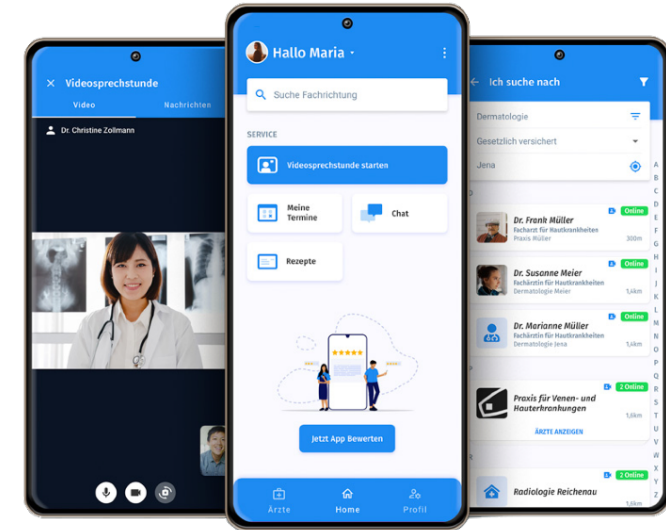 Videosprechstunde
Video
Nachrichten
Dr. Christine Zollmann
Hallo Maria
Suche Fachrichtung
SERVICE
Videosprechstunde starten
Meine
Termine
Chat
Rezepte
Jetzt App Bewerten
Ärzte
Home
Profil
Ich suche nach
Dermatologie
Gesetzlich versichert
Jena
Online
Dr. Frank Müller
Facharzt für Hautkrankheiten
Praxis Müller
300m
Online
Dr. Susanne Meier
Fachärztin für Hautkrankheiten
Dermatologie Meier
1,4km
Online
Dr. Marianne Müller
Fachärztin für Hautkrankheiten
Dermatologie Jena
1,4km
2 Online
Praxis für Venen- und
Hauterkrankungen
1,6km
ÄRZTE ANZEIGEN
2 Online
Radiologie Reichenau
1,6km
A
B
C
D
E
F
G
H
I
J
K
L
M
N
O
P
Q
R
S
T
U
V
W
X
Y
Z